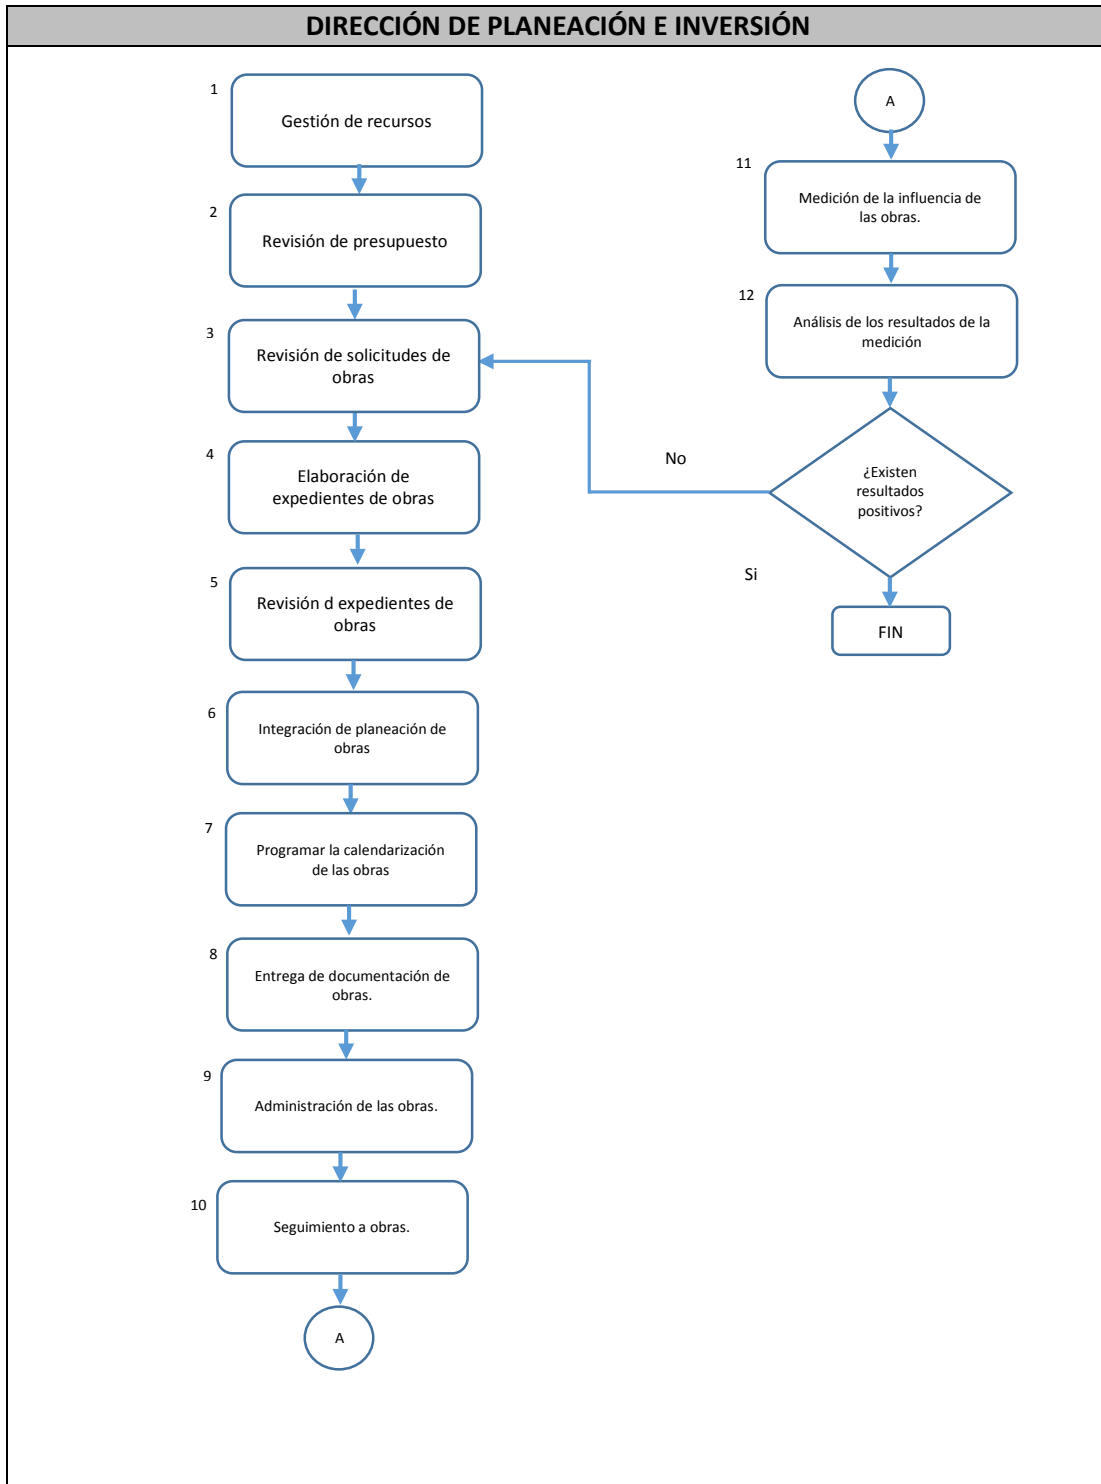 DIRECCIÓN DE PLANEACIÓN E INVERSIÓN
1
Gestión de recursos
2
Revisión de presupuesto
3
Revisión de solicitudes de
obras
4
Elaboración de
expedientes de obras
5
Revisión d expedientes de
obras
6
Integración de planeación de
obras
7
Programar la calendarización
de las obras
8
Entrega de documentación de
obras.
9
Administración de las obras.
10
Seguimiento a obras.
A
A
11
Medición de la influencia de
las obras.
12
Análisis de los resultados de la
medición
¿Existen
resultados
positivos?
No
Si
FIN